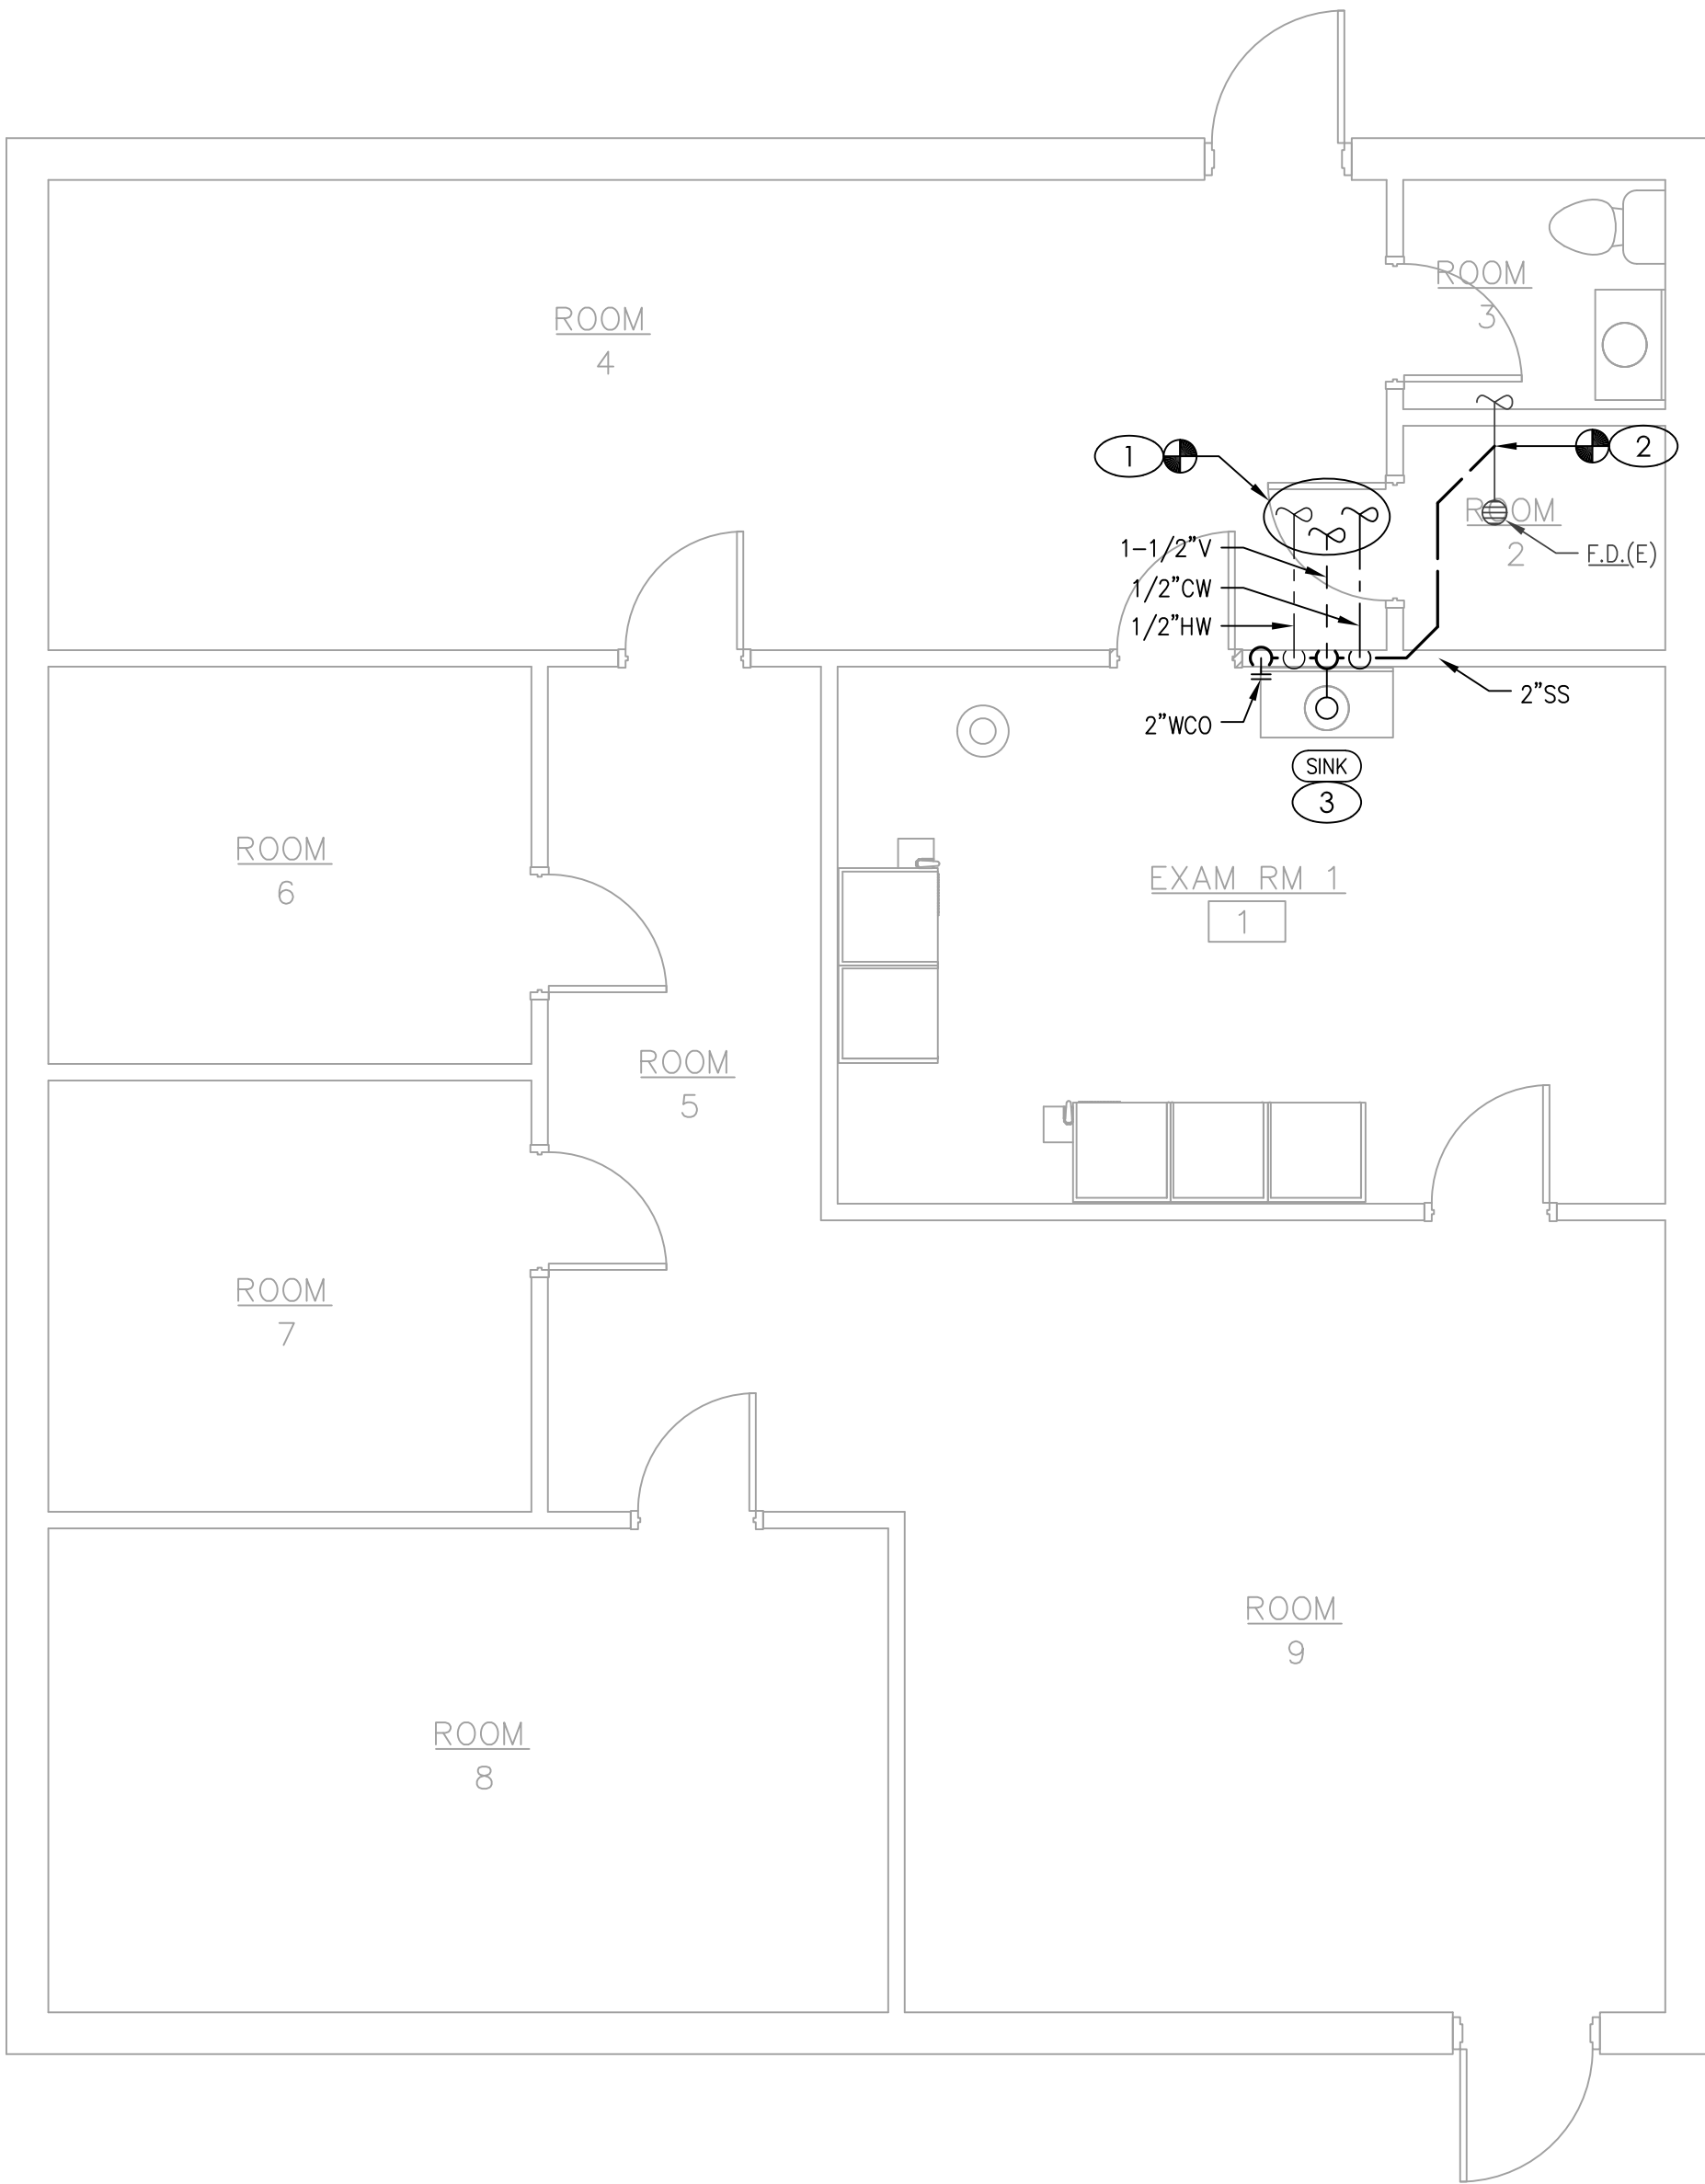 ROOM
3
ROOM
4
1
2
ROOM
2
F.D.(E)
1-1/2"V
1/2"CW
1/2"HW
2"WCO
2"SS
SINK
3
ROOM
6
EXAM RM 1
1
ROOM
5
ROOM
7
ROOM
9
ROOM
8